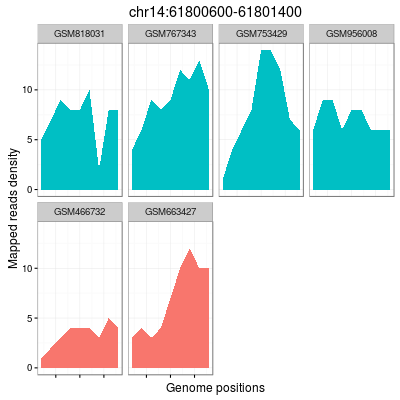 chr14:61800600-61801400
GSM818031 GSM767343 GSM753429 GSM956008
10
5
0
GSM466732 GSM663427
10
5
0
Mapped reads density
Genome positions